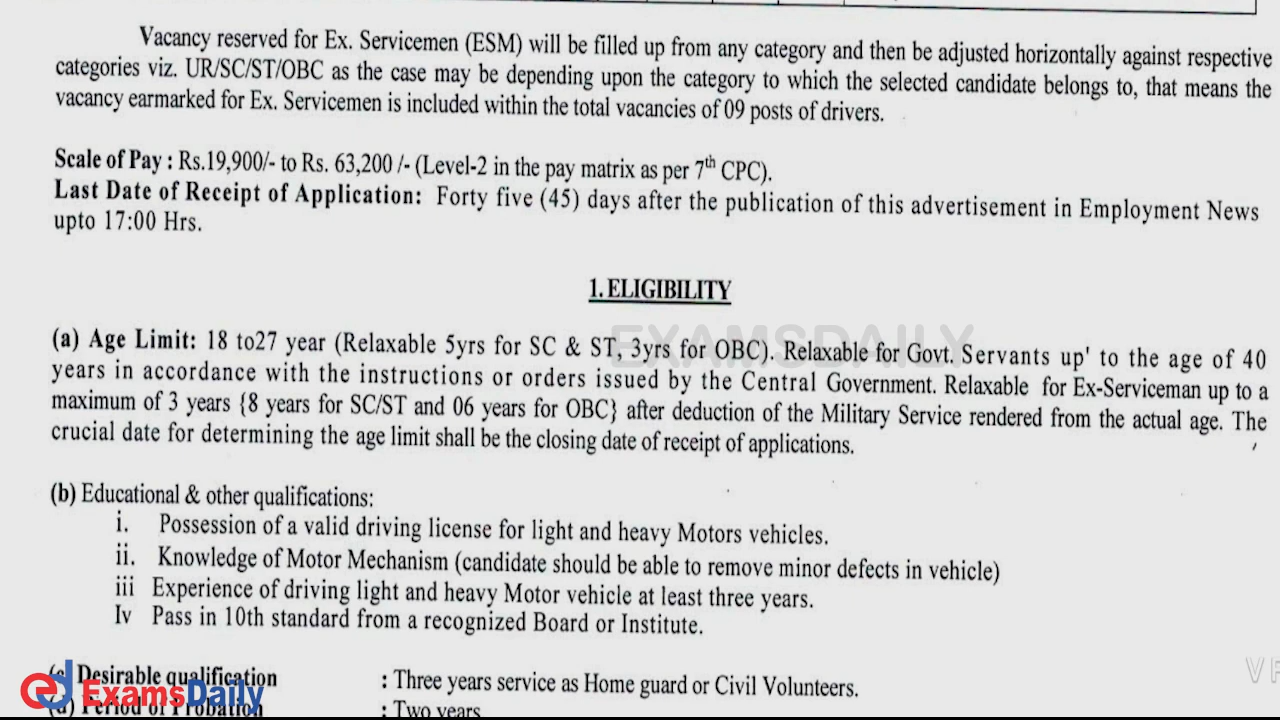 Vacancy reserved for Ex. Servicemen (ESM) will be filled up from any category and then be adjusted horizontally against respective
categories viz. UR/SC/ST/OBC as the case may be depending upon the category to which the selected candidate belongs to, that means the
vacancy earmarked for Ex. Servicemen is included within the total vacancies of 09 posts of drivers.
Scale of Pay : Rs.19,900/- to Rs. 63,200 /- (Level-2 in the pay matrix as per 7th CPC).
Last Date of Receipt of Application: Forty five (45) days after the publication of this advertisement in Employment News
upto 17:00 Hrs.
1. ELIGIBILITY
EXAMSDAILY
(a) Age Limit: 18 to27 year (Relaxable 5yrs for SC & ST, 3yrs for OBC). Relaxable for Govt. Servants up' to the age of 40
years in accordance with the instructions or orders issued by the Central Government. Relaxable for Ex-Serviceman up to a
maximum of 3 years {8 years for SC/ST and 06 years for OBC} after deduction of the Military Service rendered from the actual age. The
crucial date for determining the age limit shall be the closing date of receipt of applications.
(b) Educational & other qualifications:
i. Possession of a valid driving license for light and heavy Motors vehicles.
ii. Knowledge of Motor Mechanism (candidate should be able to remove minor defects in vehicle)
iii Experience of driving light and heavy Motor vehicle at least three years.
Iv Pass in 10th standard from a recognized Board or Institute.
(c) Desirable qualification : Three years service as Home guard or Civil Volunteers.
(d) Period of Probation : Two years
ed ExamsDaily